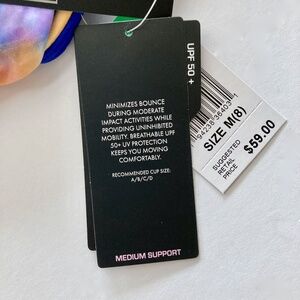 MINIMIZES BOUNCE
DURING MODERATE
IMPACT ACTIVITIES WHILE
PROVIDING UNINHIBITED
MOBILITY. BREATHABLE UPF
50+ UV PROTECTION
KEEPS YOU MOVING
COMFORTABLY.
RECOMMENDED CUP SIZE:
A/B/C/D
MEDIUM SUPPORT
UPF 50 +
SIZE M(8)
SUGGESTED
RETAIL
PRICE
$59.00